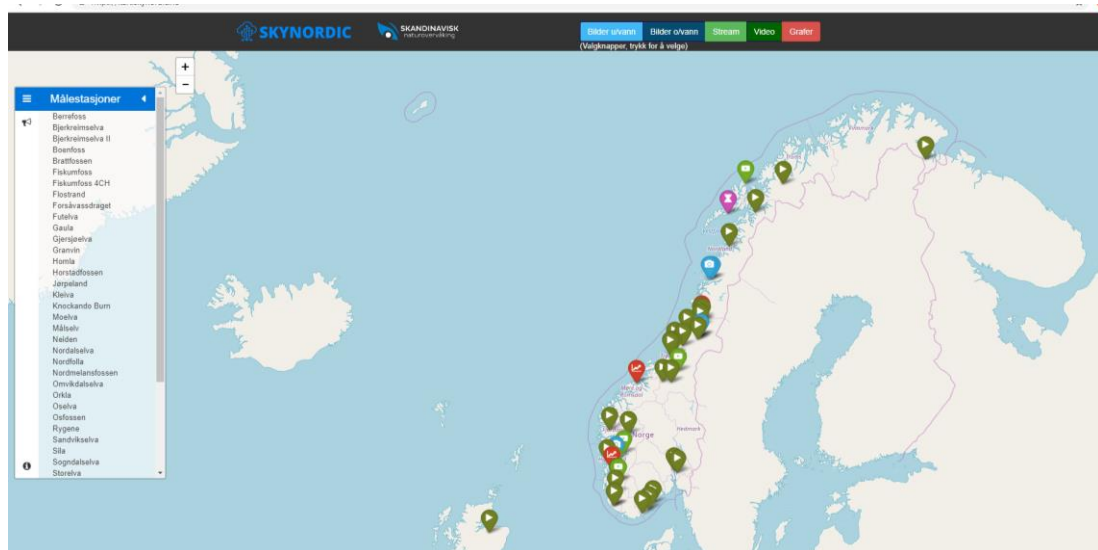 SKYNORDIC
SKANDINAVISK
naturovervåking
Bilder u/vann
Bilder o/vann
Stream
Video
Grafer
(Valgknapper, trykk for å velge)
+
−
Målestasjoner
Berrefoss
Bjerkreimselva
Bjerkreimselva II
Boenfoss
Brattfossen
Fiskumfoss
Fiskumfoss 4CH
Flostrand
Forsåvassdraget
Futelva
Gaula
Gjersjøelva
Granvin
Homla
Horstadfossen
Jørpeland
Kleiva
Knockando Burn
Moelva
Målselv
Neiden
Nordalselva
Nordfolla
Nordmelansfossen
Omvikdalselva
Orkla
Oselva
Osfossen
Rygene
Sandvikselva
Sila
Sogndalselva
Storelva
Norge
Hedmark